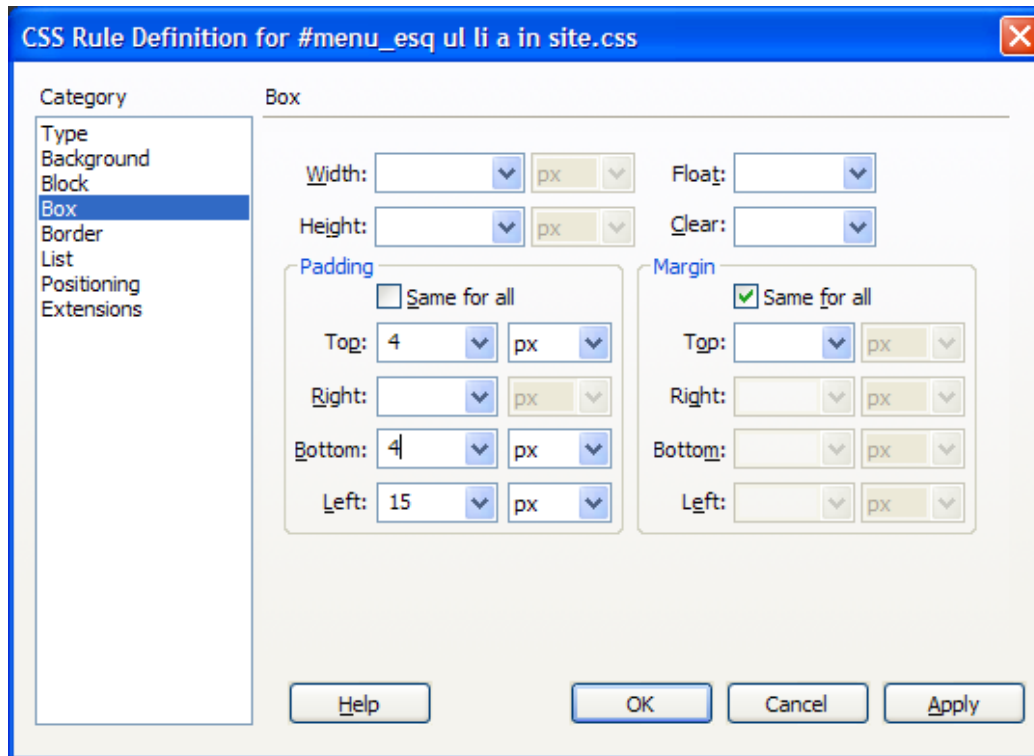 CSS Rule Definition for #menu_esq ul li a in site.css
Category
Type
Background
Block
Box
Border
List
Positioning
Extensions
Box
Width: px Float:
Height: px Clear:
Padding
Same for all
Top: 4 px
Right: px
Bottom: 4 px
Left: 15 px
Margin
Same for all
Top: px
Right: px
Bottom: px
Left: px
Help OK Cancel Apply